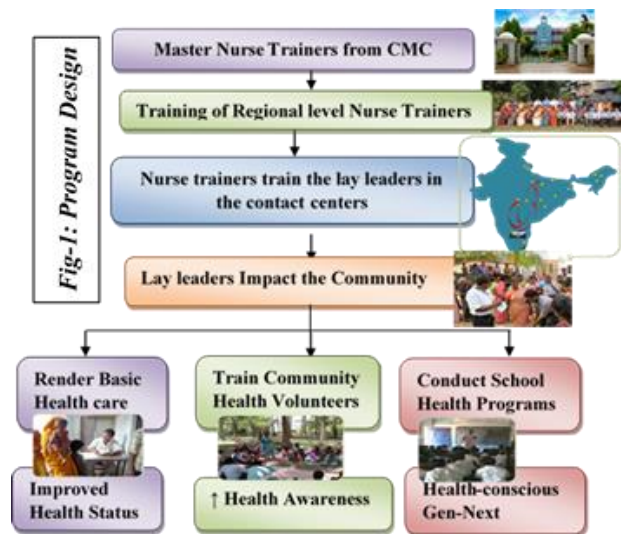 Fig-1: Program Design
Master Nurse Trainers from CMC
Training of Regional level Nurse Trainers
Nurse trainers train the lay leaders in
the contact centers
Lay leaders Impact the Community
Render Basic
Health care
Train Community
Health Volunteers
Conduct School
Health Programs
Improved
Health Status
↑ Health Awareness
Health-conscious
Gen-Next